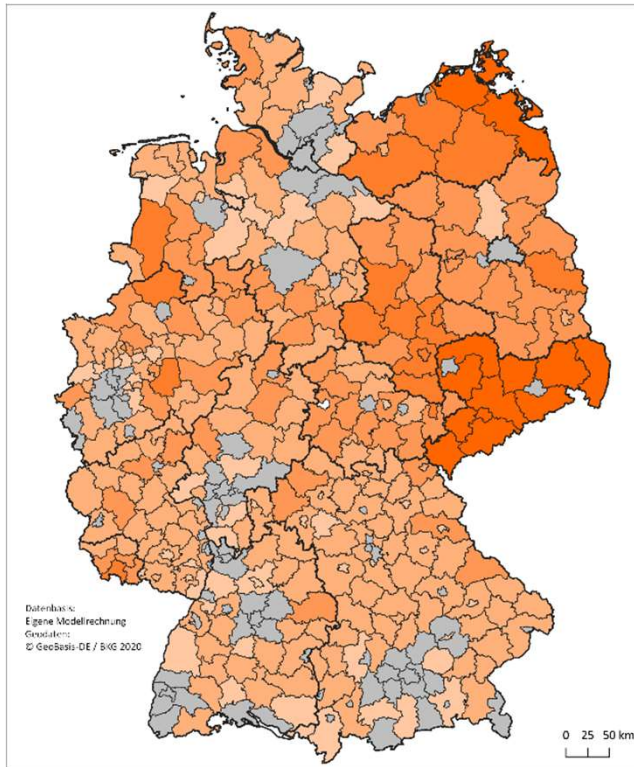 Datenbasis:
Eigene Modellrechnung
Geodaten:
© GeoBasis-DE / BKG 2020
0 25 50 km